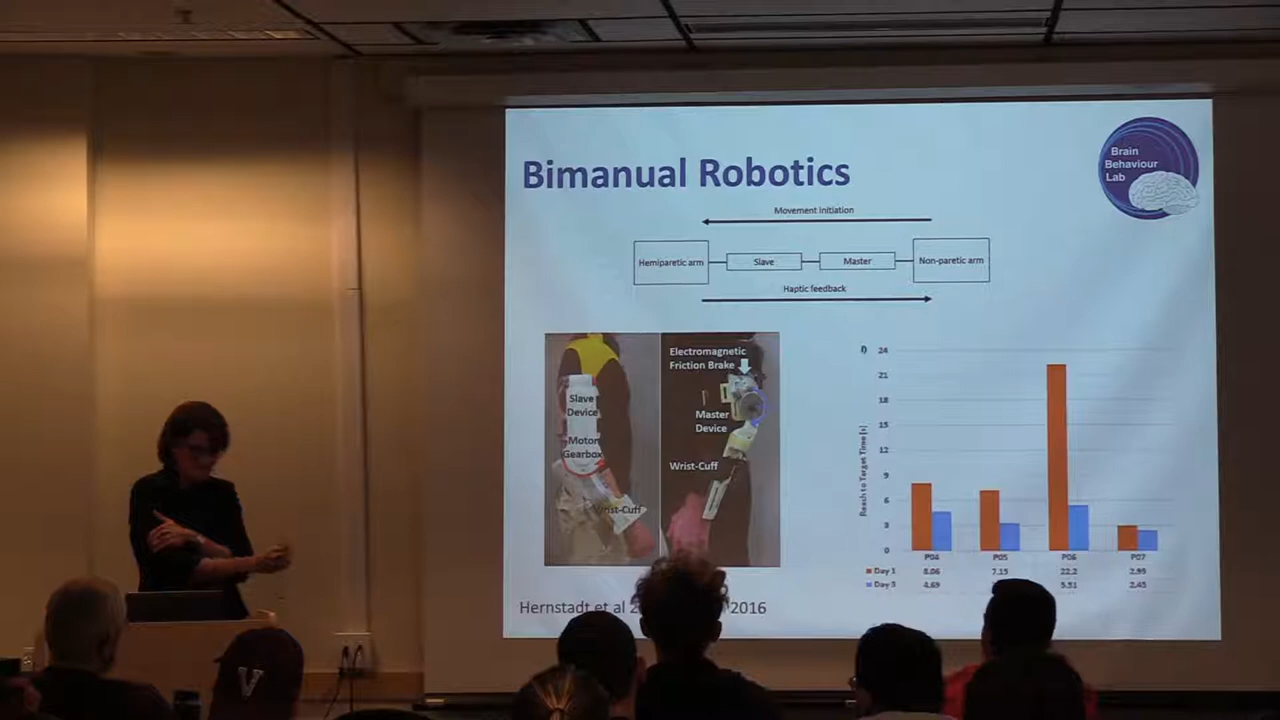 Bimanual Robotics
Brain
Behaviour
Lab
Movement Initiation
Hemiparetic arm
Slave
Master
Non-paretic arm
Haptic feedback
Slave
Device
Motor
Gearbox
Wrist-Cuff
Electromagnetic
Friction Brake
Master
Device
Wrist-Cuff
Reach to Target Time [s]
24
21
18
15
12
9
6
3
0
P04 P05 P06 P07
Day 1 8.06 7.15 22.2 2.99
Day 3 4.69 5.51 2.45
Hernstadt et al 2016
V